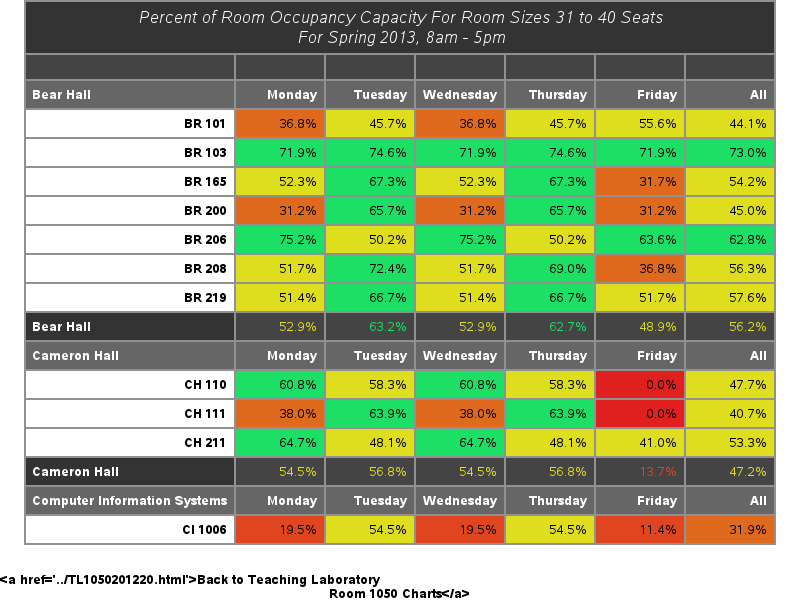 Percent of Room Occupancy Capacity For Room Sizes 31 to 40 Seats
For Spring 2013, 8am - 5pm
Bear Hall Monday Tuesday Wednesday Thursday Friday All
BR 101 36.8% 45.7% 36.8% 45.7% 55.6% 44.1%
BR 103 71.9% 74.6% 71.9% 74.6% 71.9% 73.0%
BR 165 52.3% 67.3% 52.3% 67.3% 31.7% 54.2%
BR 200 31.2% 65.7% 31.2% 65.7% 31.2% 45.0%
BR 206 75.2% 50.2% 75.2% 50.2% 63.6% 62.8%
BR 208 51.7% 72.4% 51.7% 69.0% 36.8% 56.3%
BR 219 51.4% 66.7% 51.4% 66.7% 51.7% 57.6%
Bear Hall 52.9% 63.2% 52.9% 62.7% 48.9% 56.2%
Cameron Hall Monday Tuesday Wednesday Thursday Friday All
CH 110 60.8% 58.3% 60.8% 58.3% 0.0% 47.7%
CH 111 38.0% 63.9% 38.0% 63.9% 0.0% 40.7%
CH 211 64.7% 48.1% 64.7% 48.1% 41.0% 53.3%
Cameron Hall 54.5% 56.8% 54.5% 56.8% 13.7% 47.2%
Computer Information Systems Monday Tuesday Wednesday Thursday Friday All
CI 1006 19.5% 54.5% 19.5% 54.5% 11.4% 31.9%
<a href='../TL1050201220.html'>Back to Teaching Laboratory
Room 1050 Charts</a>